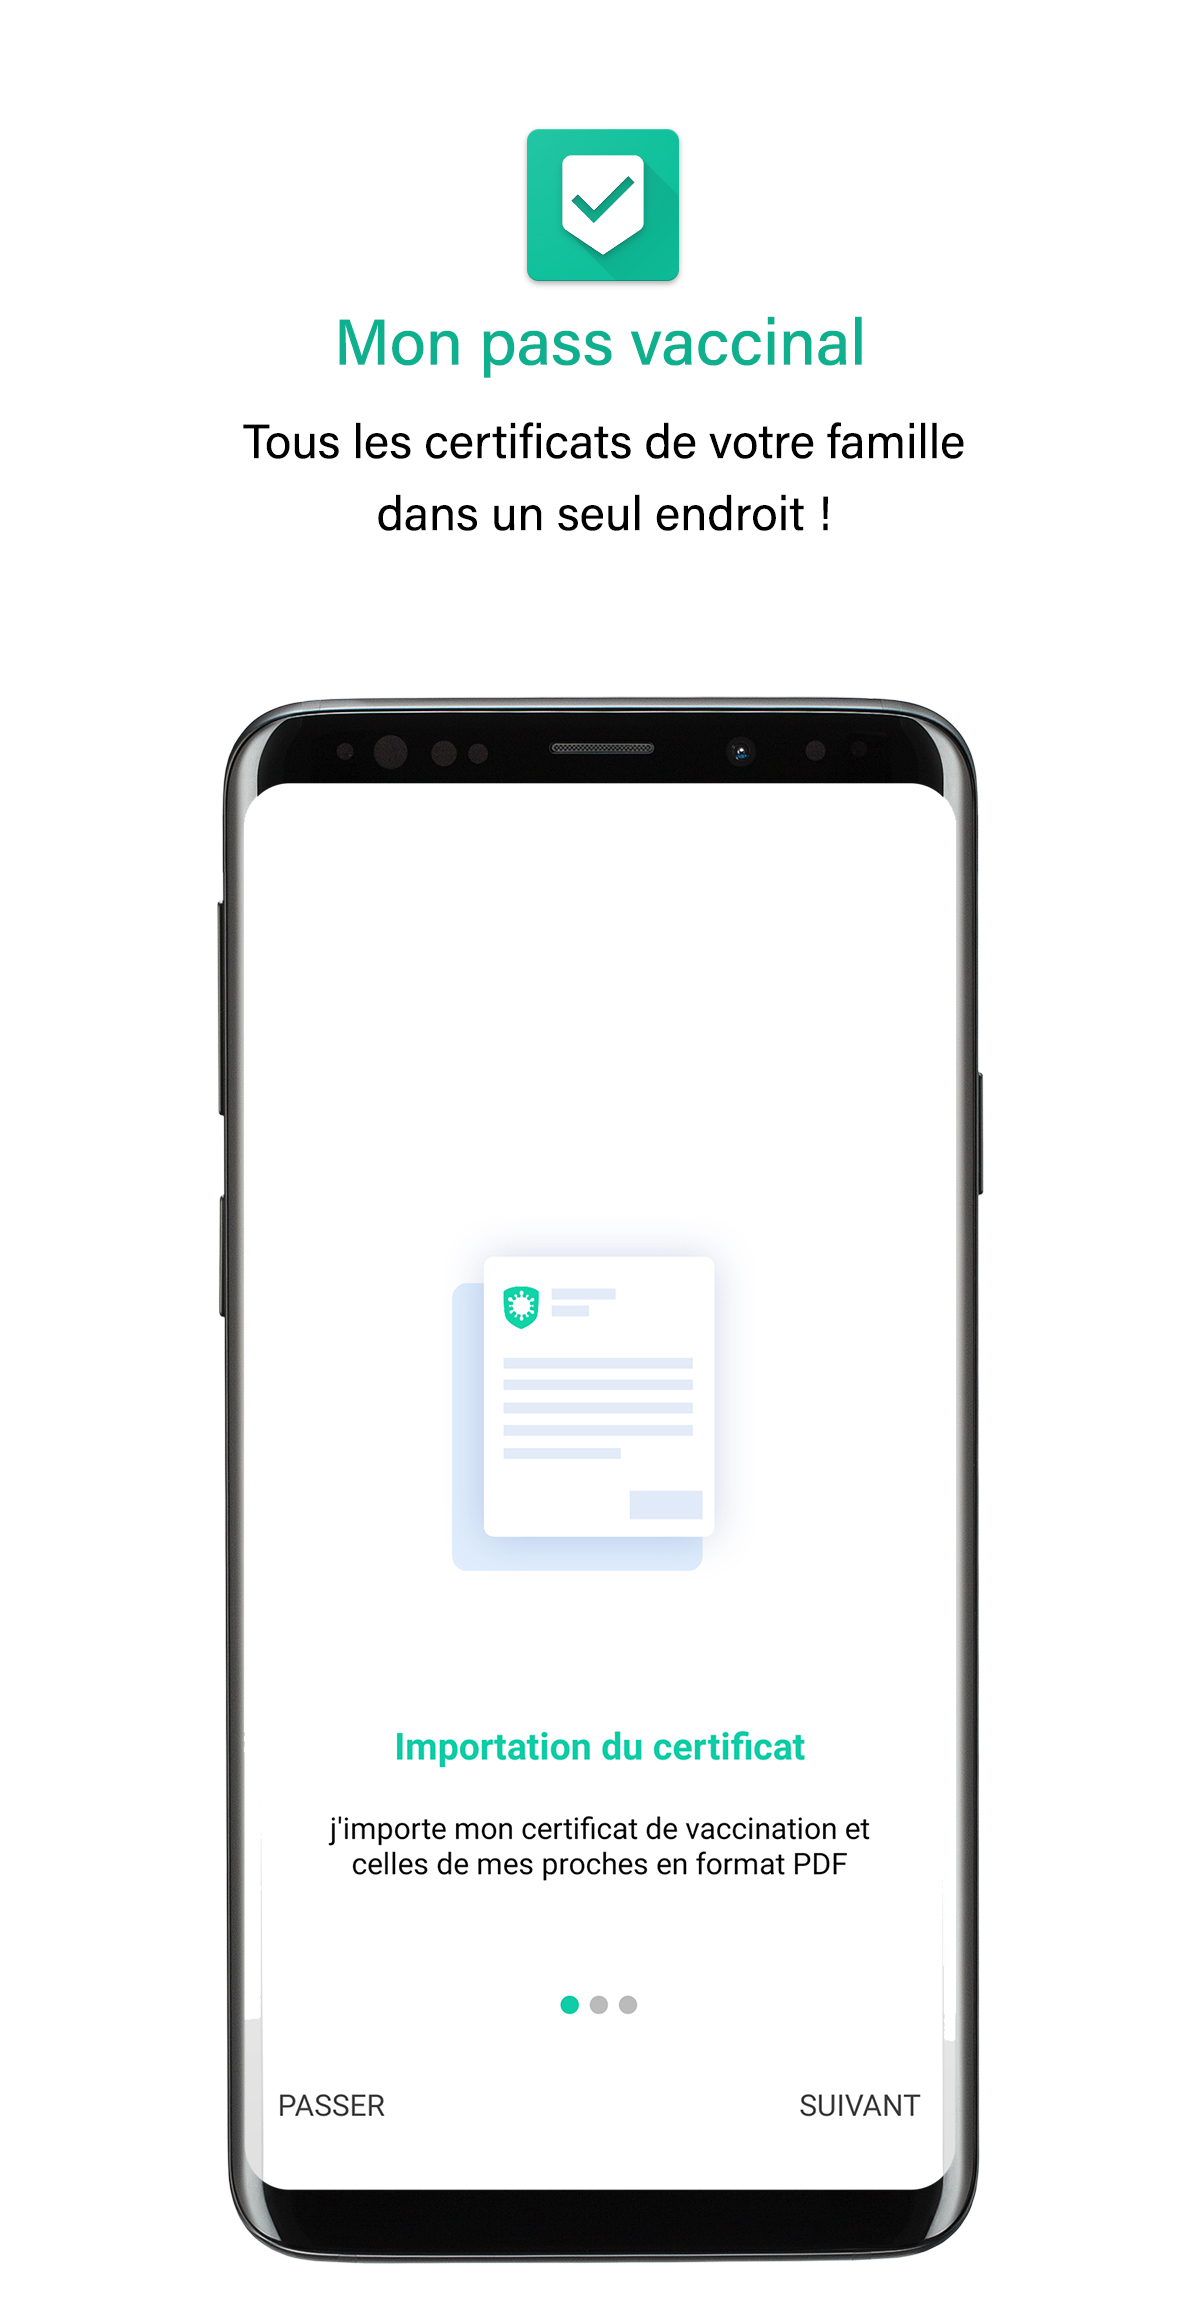 Mon pass vaccinal
Tous les certificats de votre famille
dans un seul endroit !
Importation du certificat
j'importe mon certificat de vaccination et
celles de mes proches en format PDF
PASSER
SUIVANT